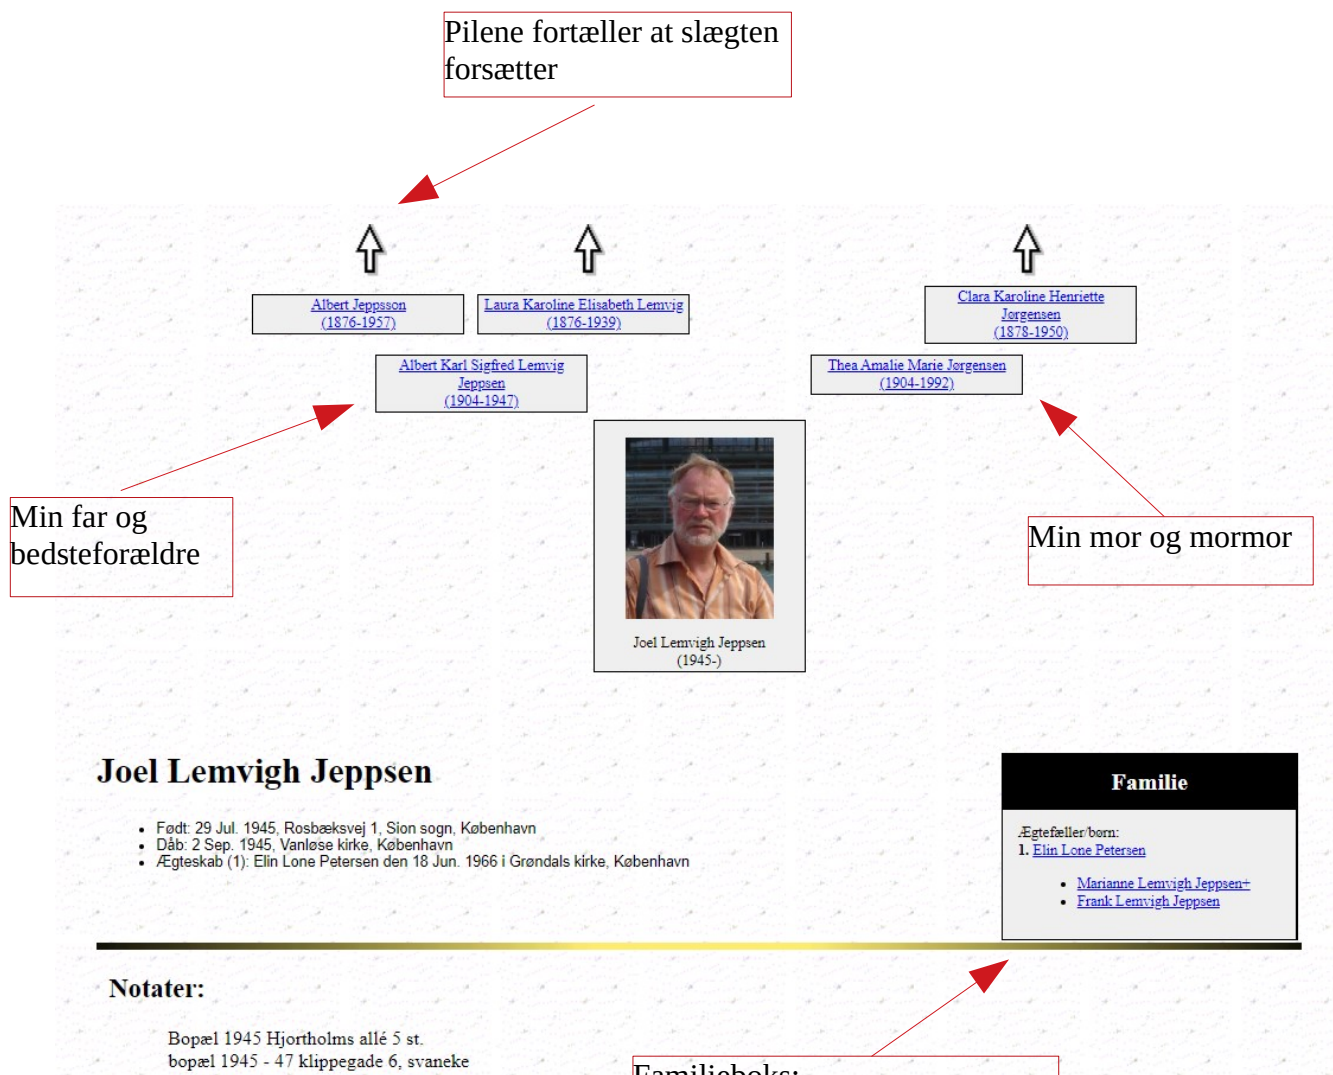 Pilene fortæller at slægten
forsætter
Albert Jeppsson
(1876-1957)
Laura Karoline Elisabeth Lemvig
(1876-1939)
Clara Karoline Henriette
Jørgensen
(1878-1950)
Albert Karl Sigfred Lemvig
Jeppsen
(1904-1947)
Thea Amalie Marie Jørgensen
(1904-1992)
Min far og
bedsteforældre
Min mor og mormor
Joel Lemvigh Jeppsen
(1945-)
Joel Lemvigh Jeppsen
Født: 29 Jul. 1945, Rosbæksvej 1, Sion sogn, København
Dåb: 2 Sep. 1945, Vanløse kirke, København
Ægteskab (1): Elin Lone Petersen den 18 Jun. 1966 i Grøndals kirke, København
Familie
Ægtefæller/børn:
1. Elin Lone Petersen
Marianne Lemvigh Jeppsen+
Frank Lemvigh Jeppsen
Notater:
Bopæl 1945 Hjortholms allé 5 st.
bopæl 1945 - 47 klippegade 6, svaneke
Familieboks: